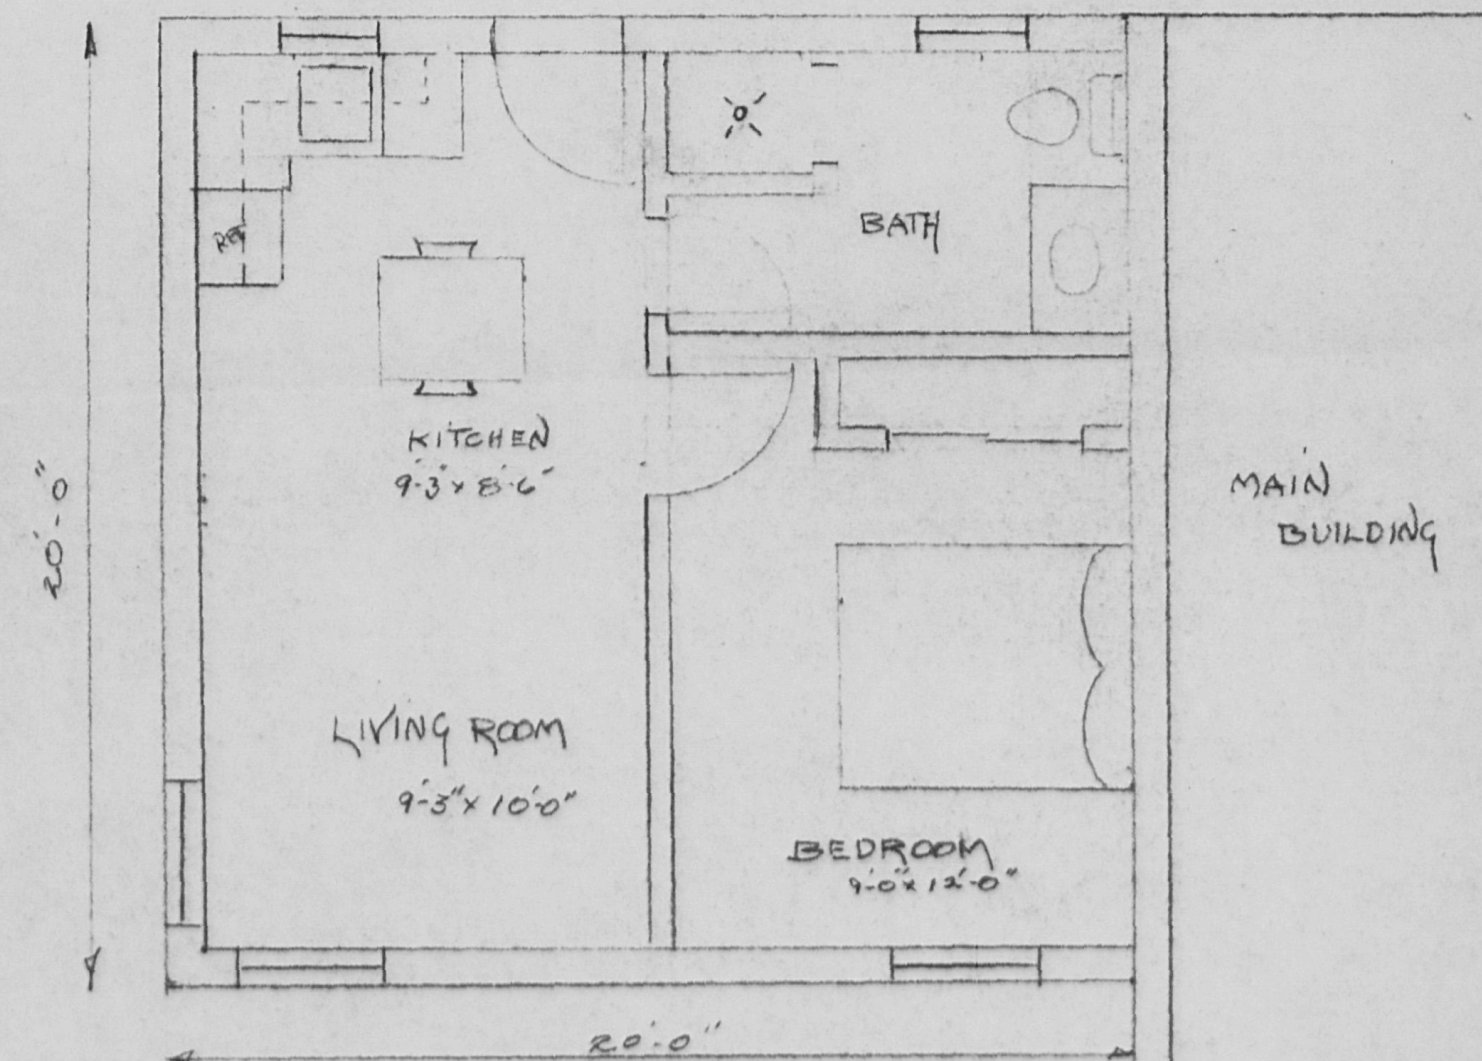 REF
BATH
KITCHEN
9'-3" x 8'-6"
20'-0"
MAIN
BUILDING
LIVING ROOM
9'-3" x 10'-0"
BEDROOM
9'-0" x 12'-0"
20'-0"